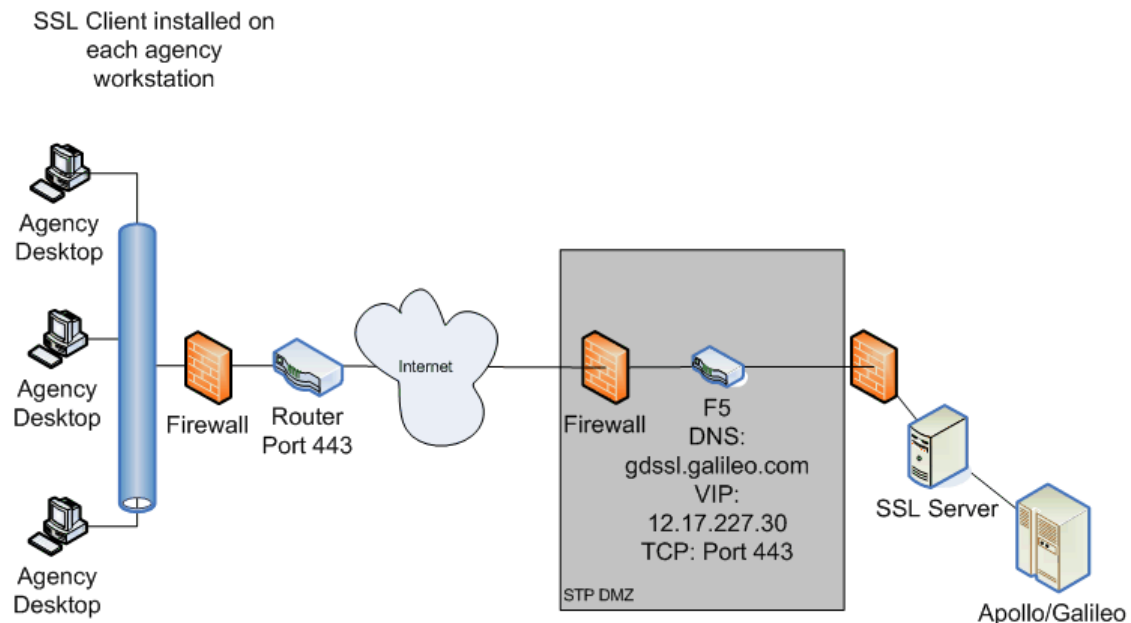 SSL Client installed on
each agency
workstation
Agency
Desktop
Agency
Desktop
Agency
Desktop
Firewall
Router
Port 443
Internet
Firewall
F5
DNS:
gdssl.galileo.com
VIP:
12.17.227.30
TCP: Port 443
STP DMZ
SSL Server
Apollo/Galileo